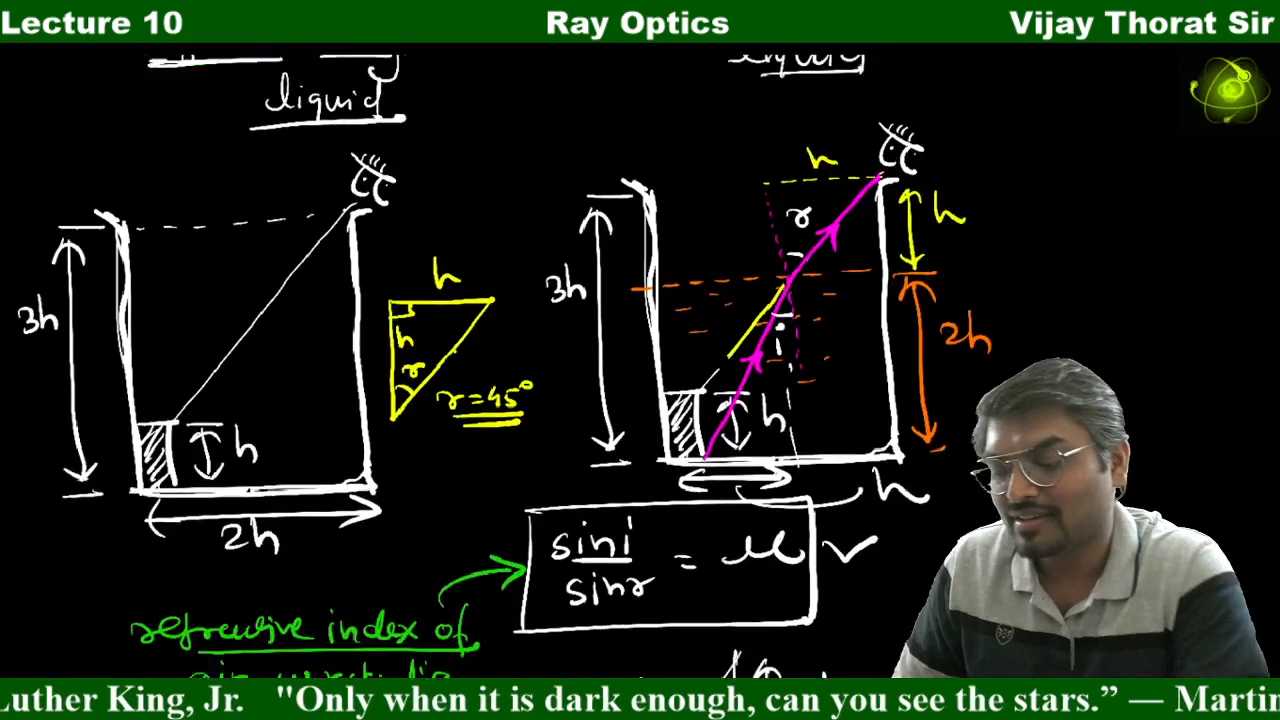 Lecture 10
Ray Optics
Vijay Thorat Sir
liquid
3h
h
2h
h
h
r
r = 45°
3h
h
r
i
h
h
2h
h
sin i / sin r = μ ✓
refrective index of
Luther King, Jr. "Only when it is dark enough, can you see the stars.” — Martin